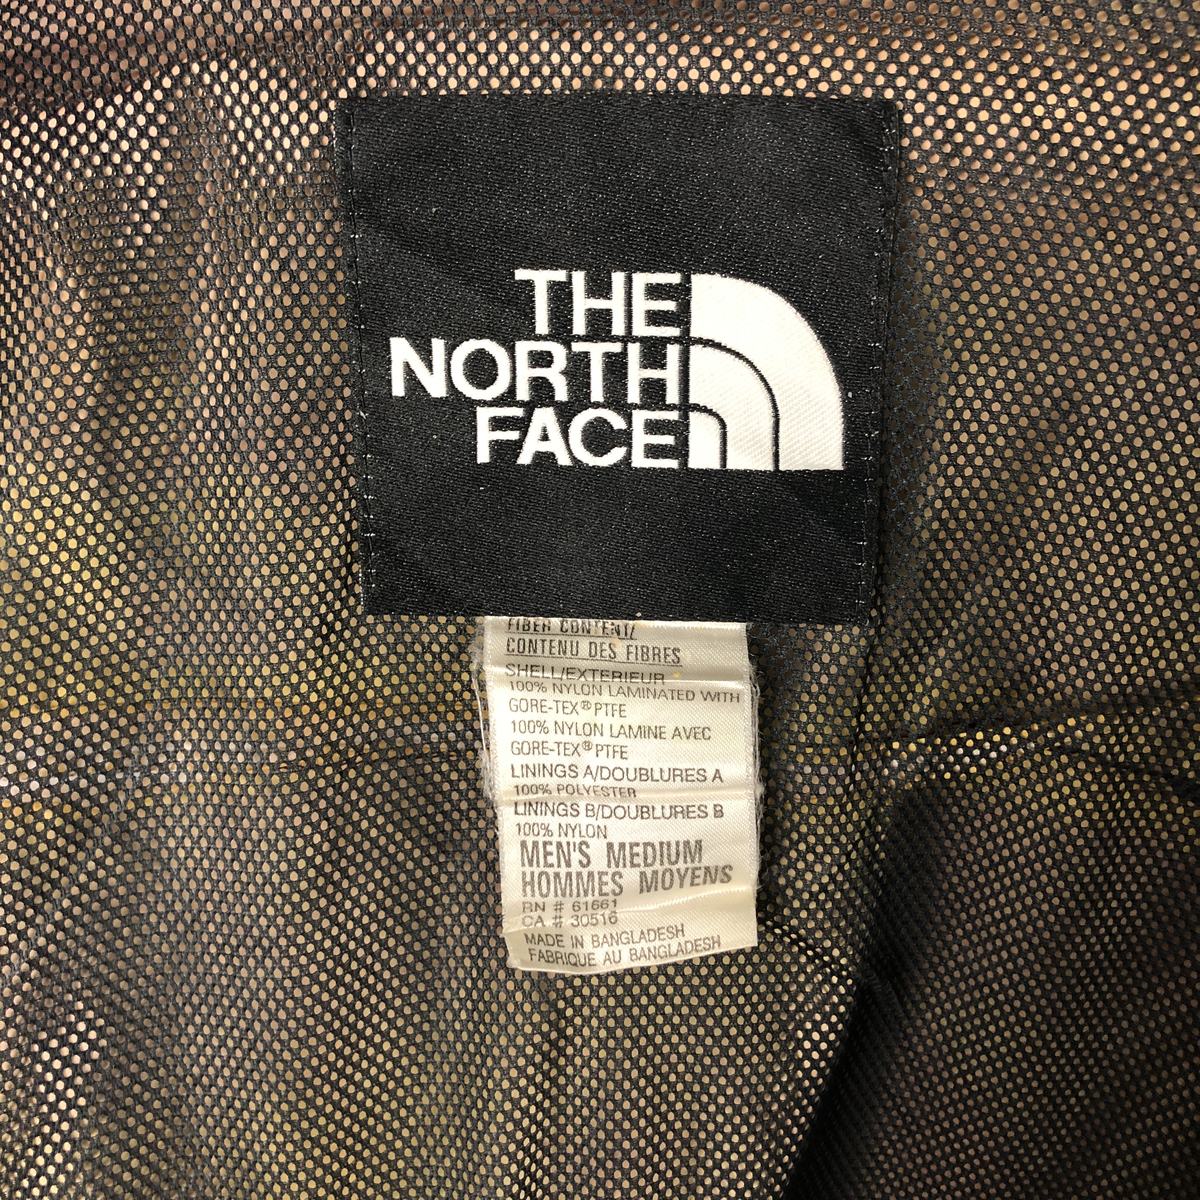 THE
NORTH
FACE
FIBER CONTENT/
CONTENU DES FIBRES
SHELL/EXTERIEUR
100% NYLON LAMINATED WITH
GORE-TEX® PTFE
100% NYLON LAMINE AVEC
GORE-TEX® PTFE
LININGS A/DOUBLURES A
100% POLYESTER
LININGS B/DOUBLURES B
100% NYLON
MEN'S MEDIUM
HOMMES MOYENS
RN # 61661
CA # 30516
MADE IN BANGLADESH
FABRIQUE AU BANGLADESH